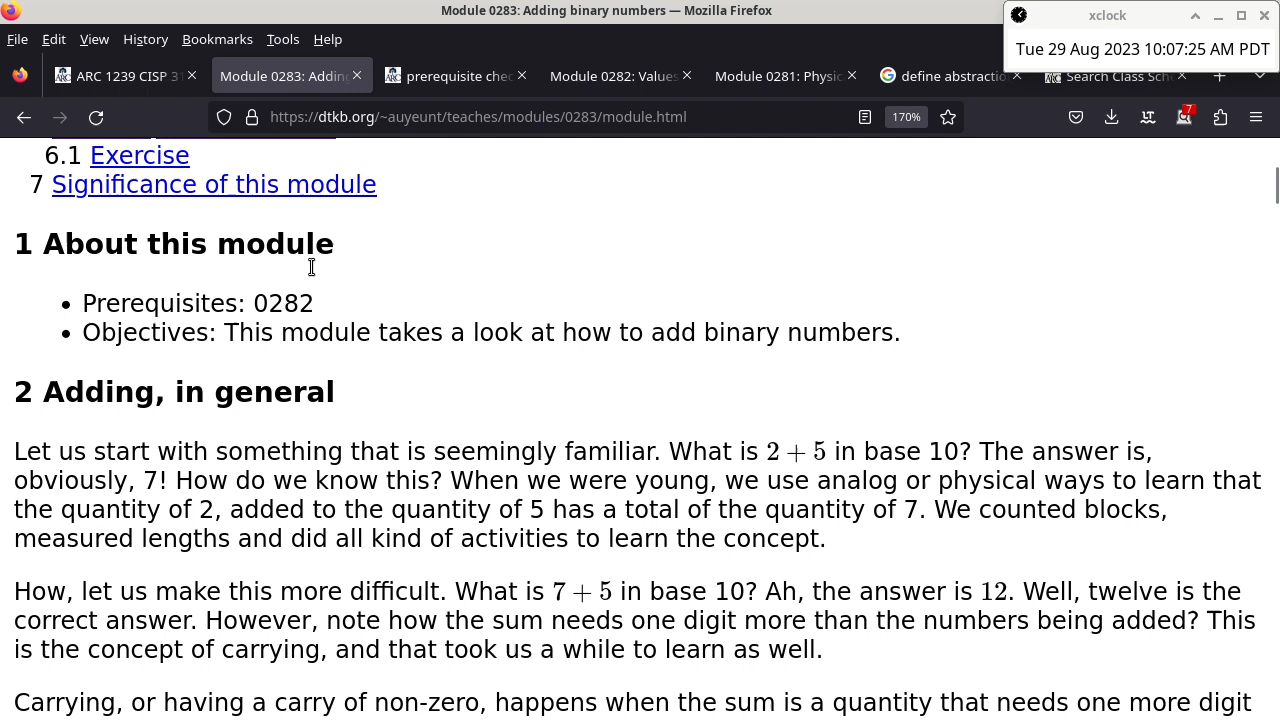 Module 0283: Adding binary numbers — Mozilla Firefox
xclock
File Edit View History Bookmarks Tools Help
Tue 29 Aug 2023 10:07:25 AM PDT
ARC 1239 CISP 31
Module 0283: Addin
prerequisite chec
Module 0282: Values
Module 0281: Physic
define abstractio
Search Class Sch
https://dtkb.org/~auyeunt/teaches/modules/0283/module.html
170%
7
6.1 Exercise
7 Significance of this module
1 About this module
• Prerequisites: 0282
• Objectives: This module takes a look at how to add binary numbers.
2 Adding, in general
Let us start with something that is seemingly familiar. What is 2 + 5 in base 10? The answer is,
obviously, 7! How do we know this? When we were young, we use analog or physical ways to learn that
the quantity of 2, added to the quantity of 5 has a total of the quantity of 7. We counted blocks,
measured lengths and did all kind of activities to learn the concept.
How, let us make this more difficult. What is 7 + 5 in base 10? Ah, the answer is 12. Well, twelve is the
correct answer. However, note how the sum needs one digit more than the numbers being added? This
is the concept of carrying, and that took us a while to learn as well.
Carrying, or having a carry of non-zero, happens when the sum is a quantity that needs one more digit